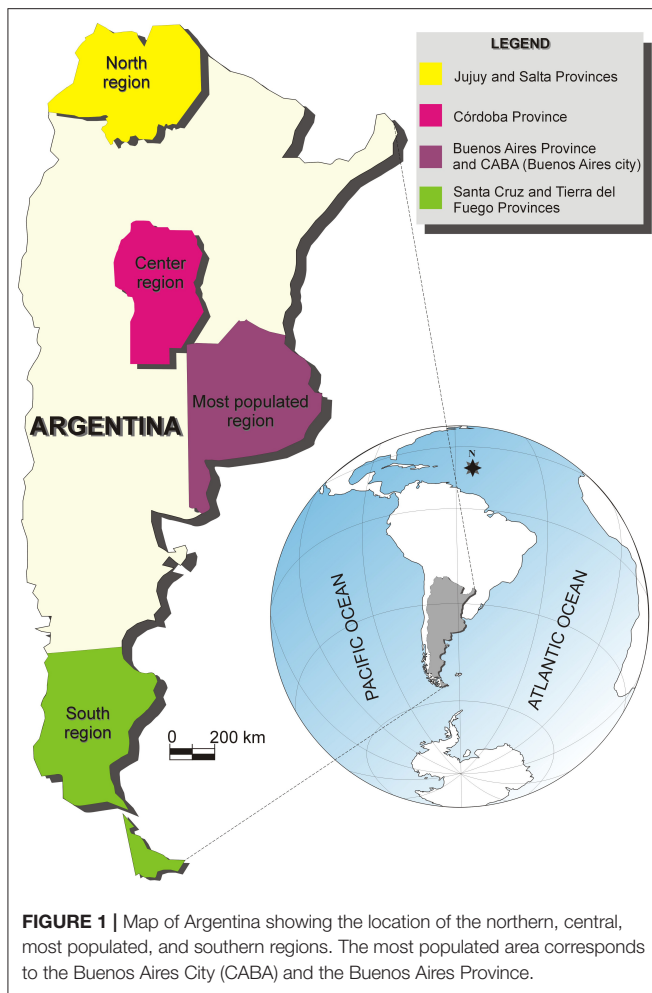 North
region
LEGEND
Jujuy and Salta Provinces
Córdoba Province
Buenos Aires Province
and CABA (Buenos Aires city)
Santa Cruz and Tierra del
Fuego Provinces
Center
region
Most populated
region
ARGENTINA
N
PACIFIC OCEAN
ATLANTIC OCEAN
South
region
0 200 km
FIGURE 1 | Map of Argentina showing the location of the northern, central,
most populated, and southern regions. The most populated area corresponds
to the Buenos Aires City (CABA) and the Buenos Aires Province.